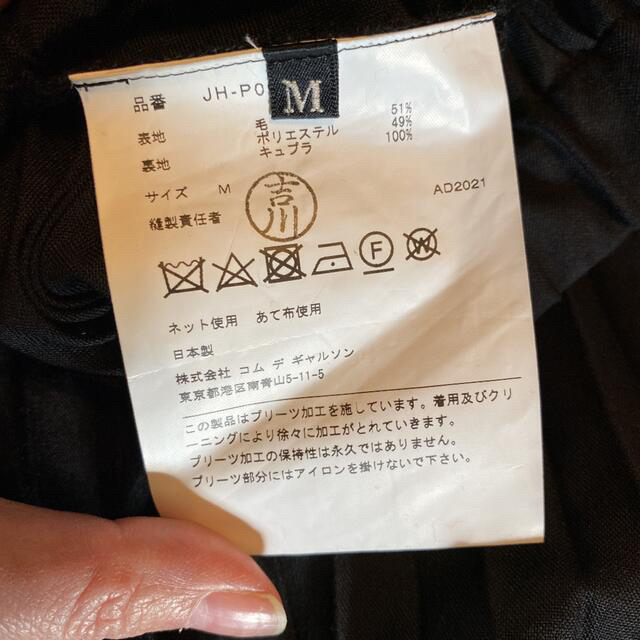 M
品番 JH-P0
表地 毛 51%
ポリエステル 49%
裏地 キュプラ 100%
サイズ M AD2021
縫製責任者 吉川
F W
ネット使用 あて布使用
日本製
株式会社 コム デ ギャルソン
東京都港区南青山5-11-5
この製品はプリーツ加工を施しています。着用及びクリ
ーニングにより徐々に加工がとれていきます。
プリーツ加工の保持性は永久ではありません。
プリーツ部分にはアイロンを掛けないで下さい。